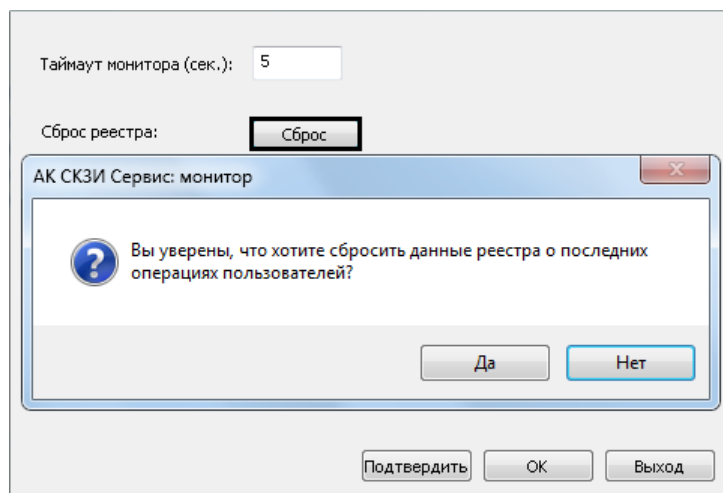 Таймаут монитора (сек.): 5
Сброс реестра: Сброс
АК СКЗИ Сервис: монитор
Вы уверены, что хотите сбросить данные реестра о последних
операциях пользователей?
Да Нет
Подтвердить ОК Выход